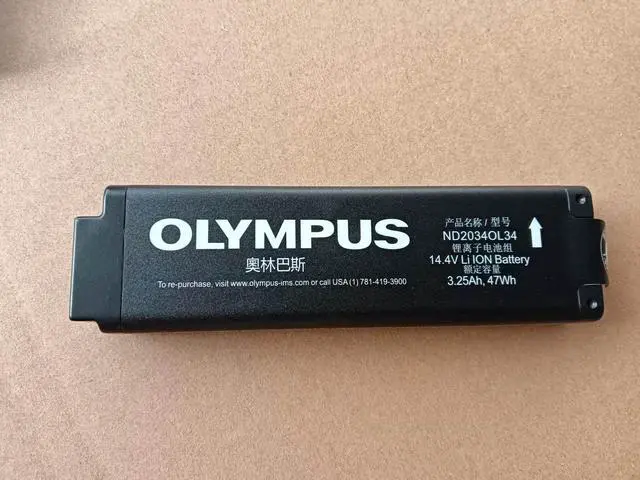 OLYMPUS
奥林巴斯
To re-purchase, visit www.olympus-ims.com or call USA (1) 781-419-3900
产品名称 / 型号
ND2034OL34
锂离子电池组
14.4V Li ION Battery
额定容量
3.25Ah, 47Wh